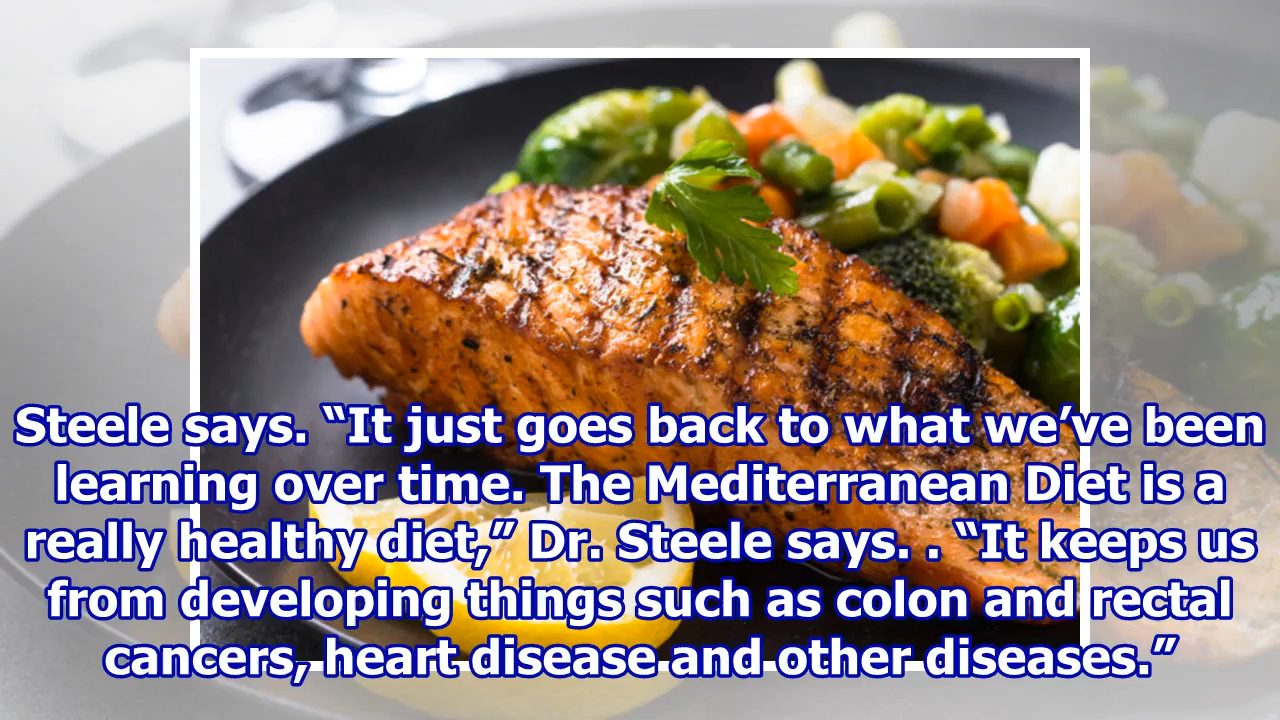 Steele says. “It just goes back to what we’ve been
learning over time. The Mediterranean Diet is a
really healthy diet,” Dr. Steele says. . “It keeps us
from developing things such as colon and rectal
cancers, heart disease and other diseases.”